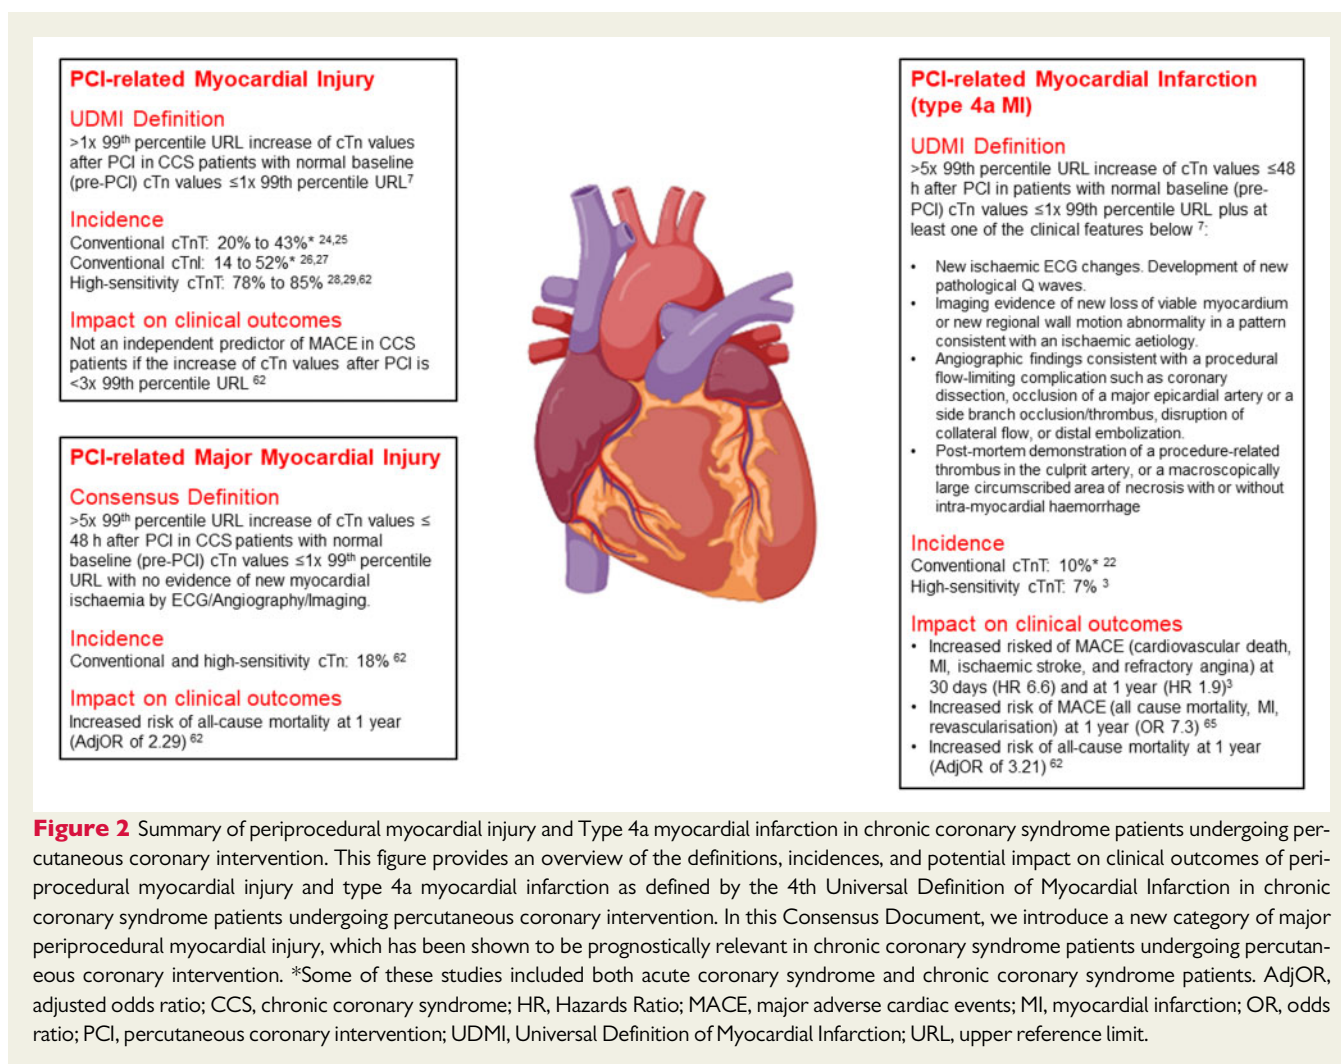 PCI-related Myocardial Injury
UDMI Definition
>1x 99th percentile URL increase of cTn values
after PCI in CCS patients with normal baseline
(pre-PCI) cTn values ≤1x 99th percentile URL7
Incidence
Conventional cTnT: 20% to 43%* 24,25
Conventional cTnI: 14 to 52%* 26,27
High-sensitivity cTnT: 78% to 85% 28,29,62
Impact on clinical outcomes
Not an independent predictor of MACE in CCS
patients if the increase of cTn values after PCI is
<3x 99th percentile URL 62
PCI-related Major Myocardial Injury
Consensus Definition
>5x 99th percentile URL increase of cTn values ≤
48 h after PCI in CCS patients with normal
baseline (pre-PCI) cTn values ≤1x 99th percentile
URL with no evidence of new myocardial
ischaemia by ECG/Angiography/Imaging.
Incidence
Conventional and high-sensitivity cTn: 18% 62
Impact on clinical outcomes
Increased risk of all-cause mortality at 1 year
(AdjOR of 2.29) 62
PCI-related Myocardial Infarction
(type 4a MI)
UDMI Definition
>5x 99th percentile URL increase of cTn values ≤48
h after PCI in patients with normal baseline (pre-
PCI) cTn values ≤1x 99th percentile URL plus at
least one of the clinical features below 7:
• New ischaemic ECG changes. Development of new
pathological Q waves.
• Imaging evidence of new loss of viable myocardium
or new regional wall motion abnormality in a pattern
consistent with an ischaemic aetiology.
• Angiographic findings consistent with a procedural
flow-limiting complication such as coronary
dissection, occlusion of a major epicardial artery or a
side branch occlusion/thrombus, disruption of
collateral flow, or distal embolization.
• Post-mortem demonstration of a procedure-related
thrombus in the culprit artery, or a macroscopically
large circumscribed area of necrosis with or without
intra-myocardial haemorrhage
Incidence
Conventional cTnT: 10%* 22
High-sensitivity cTnT: 7% 3
Impact on clinical outcomes
• Increased risked of MACE (cardiovascular death,
MI, ischaemic stroke, and refractory angina) at
30 days (HR 6.6) and at 1 year (HR 1.9)3
• Increased risk of MACE (all cause mortality, MI,
revascularisation) at 1 year (OR 7.3) 65
• Increased risk of all-cause mortality at 1 year
(AdjOR of 3.21) 62
Figure 2 Summary of periprocedural myocardial injury and Type 4a myocardial infarction in chronic coronary syndrome patients undergoing per-
cutaneous coronary intervention. This figure provides an overview of the definitions, incidences, and potential impact on clinical outcomes of peri-
procedural myocardial injury and type 4a myocardial infarction as defined by the 4th Universal Definition of Myocardial Infarction in chronic
coronary syndrome patients undergoing percutaneous coronary intervention. In this Consensus Document, we introduce a new category of major
periprocedural myocardial injury, which has been shown to be prognostically relevant in chronic coronary syndrome patients undergoing percutan-
eous coronary intervention. *Some of these studies included both acute coronary syndrome and chronic coronary syndrome patients. AdjOR,
adjusted odds ratio; CCS, chronic coronary syndrome; HR, Hazards Ratio; MACE, major adverse cardiac events; MI, myocardial infarction; OR, odds
ratio; PCI, percutaneous coronary intervention; UDMI, Universal Definition of Myocardial Infarction; URL, upper reference limit.